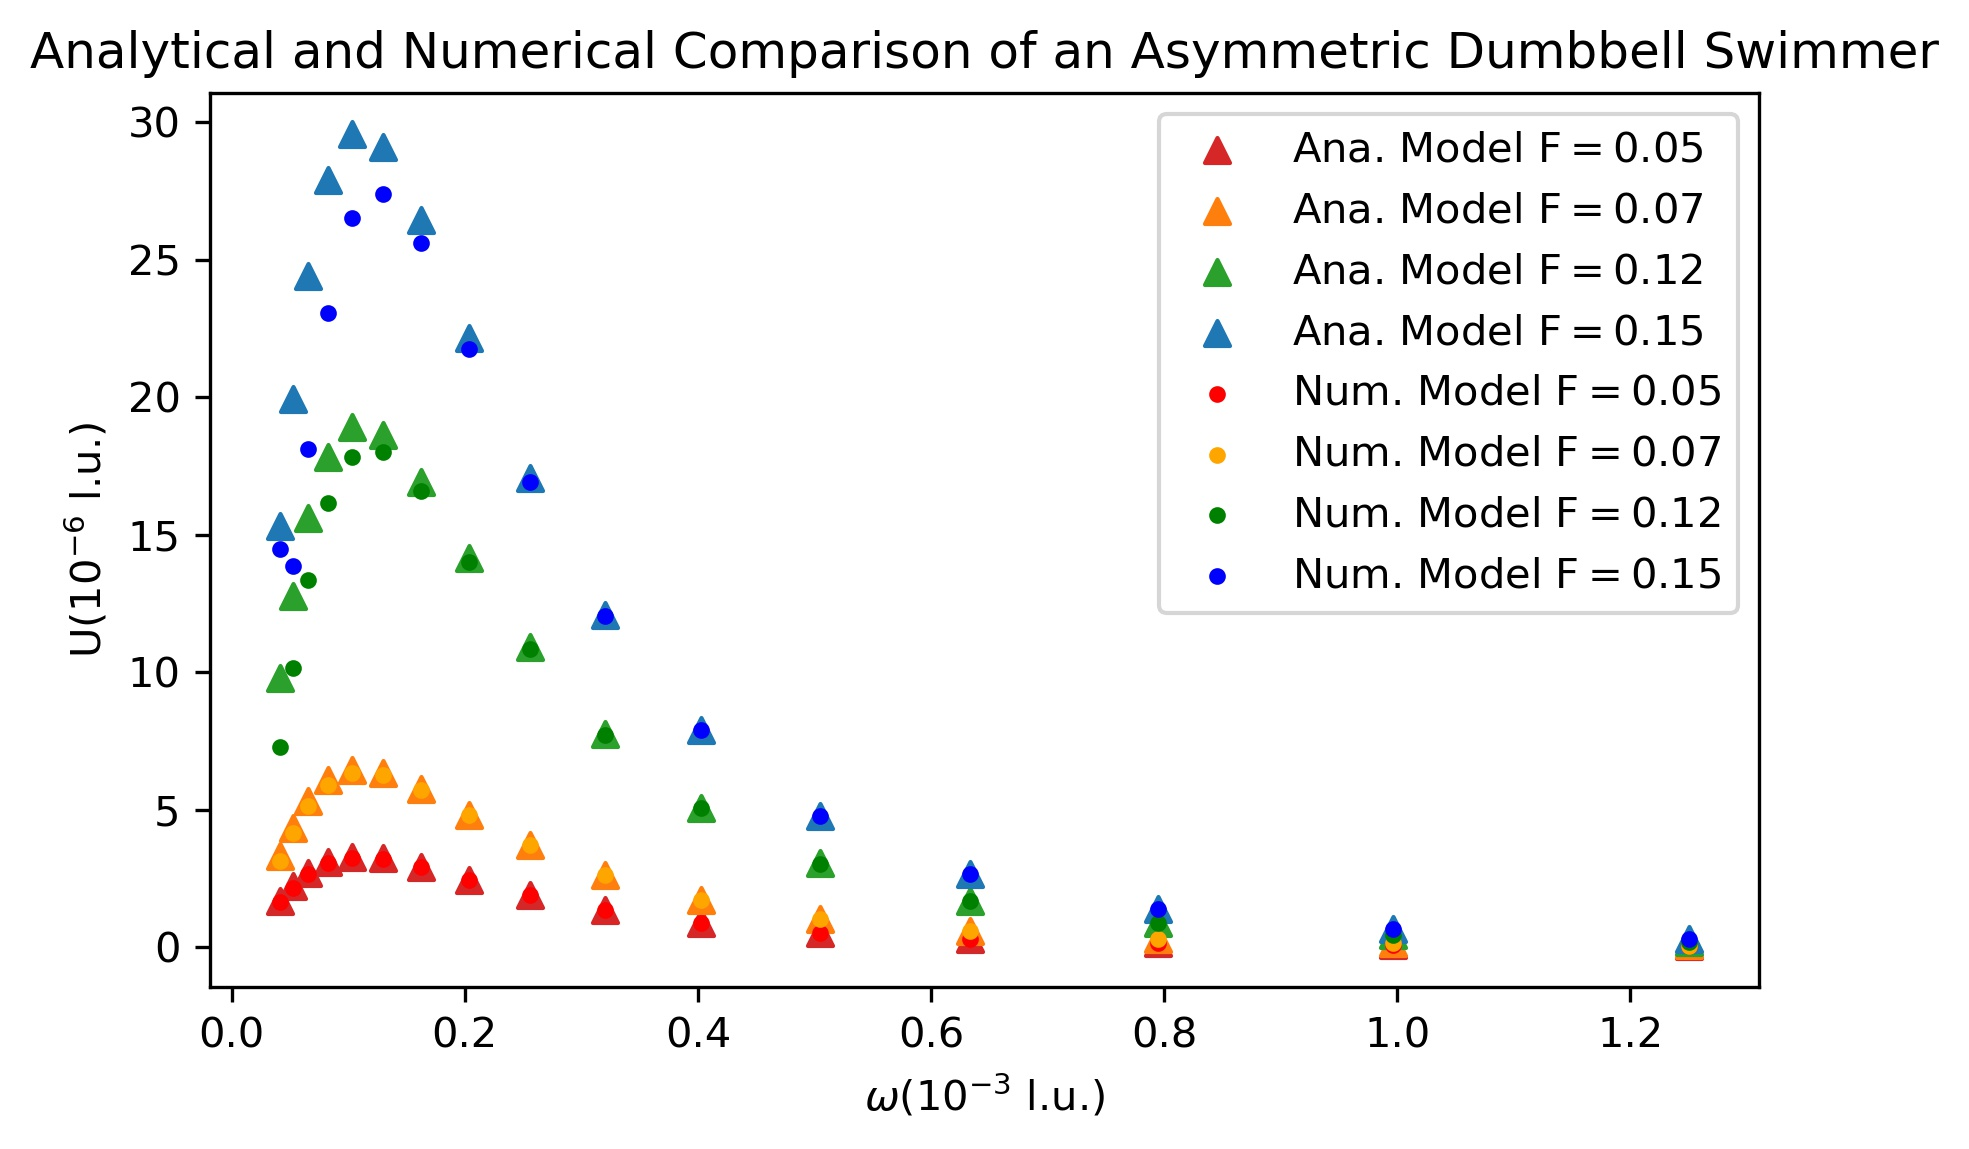 Analytical and Numerical Comparison of an Asymmetric Dumbbell Swimmer
30
25
20
15
10
5
0
U(10⁻⁶ l.u.)
Ana. Model F = 0.05
Ana. Model F = 0.07
Ana. Model F = 0.12
Ana. Model F = 0.15
Num. Model F = 0.05
Num. Model F = 0.07
Num. Model F = 0.12
Num. Model F = 0.15
0.0 0.2 0.4 0.6 0.8 1.0 1.2
ω(10⁻³ l.u.)